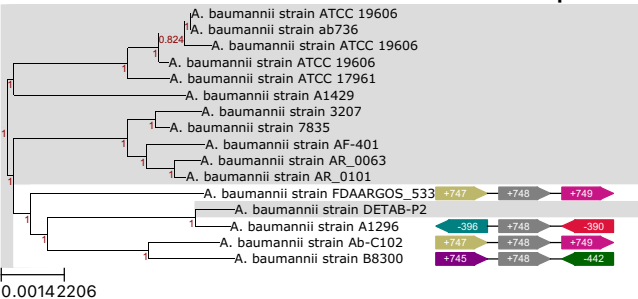 A. baumannii strain ATCC 19606
1
A. baumannii strain ab736
0.824
A. baumannii strain ATCC 19606
1
A. baumannii strain ATCC 19606
1
A. baumannii strain ATCC 17961
1
A. baumannii strain A1429
A. baumannii strain 3207
1
A. baumannii strain 7835
1
1
A. baumannii strain AF-401
1
A. baumannii strain AR_0063
1
1
A. baumannii strain AR_0101
A. baumannii strain FDAARGOS_533 +747 +748 +749
A. baumannii strain DETAB-P2
1
1
A. baumannii strain A1296 -396 +748 -390
1
A. baumannii strain Ab-C102 +747 +748 +749
1
A. baumannii strain B8300 +745 +748 -442
0.00142206